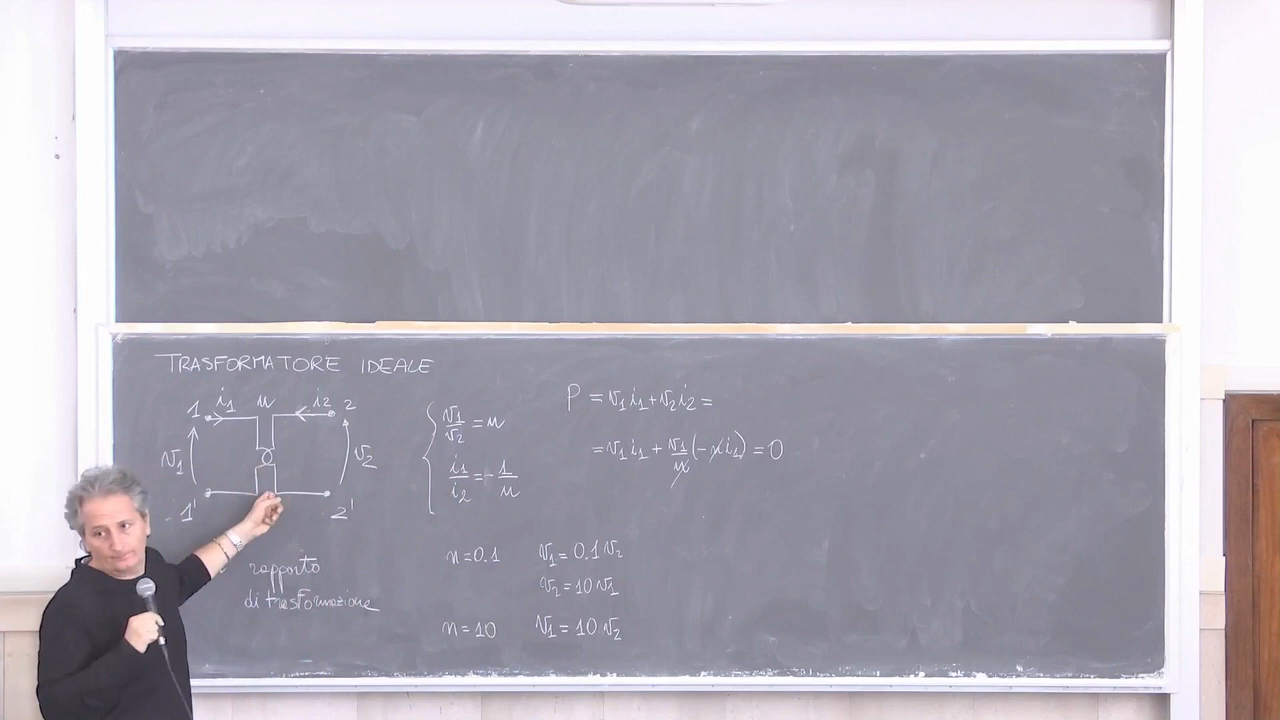 TRASFORMATORE IDEALE
1 i₁ n i₂ 2
v₁ v₂
1' 2'
rapporto
di trasformazione
v₁/v₂ = n
i₁/i₂ = -1/n
n=0.1 v₁ = 0.1 v₂
v₂ = 10 v₁
n=10 v₁ = 10 v₂
P = v₁ i₁ + v₂ i₂ =
= v₁ i₁ + v₁/n (-n i₁) = 0